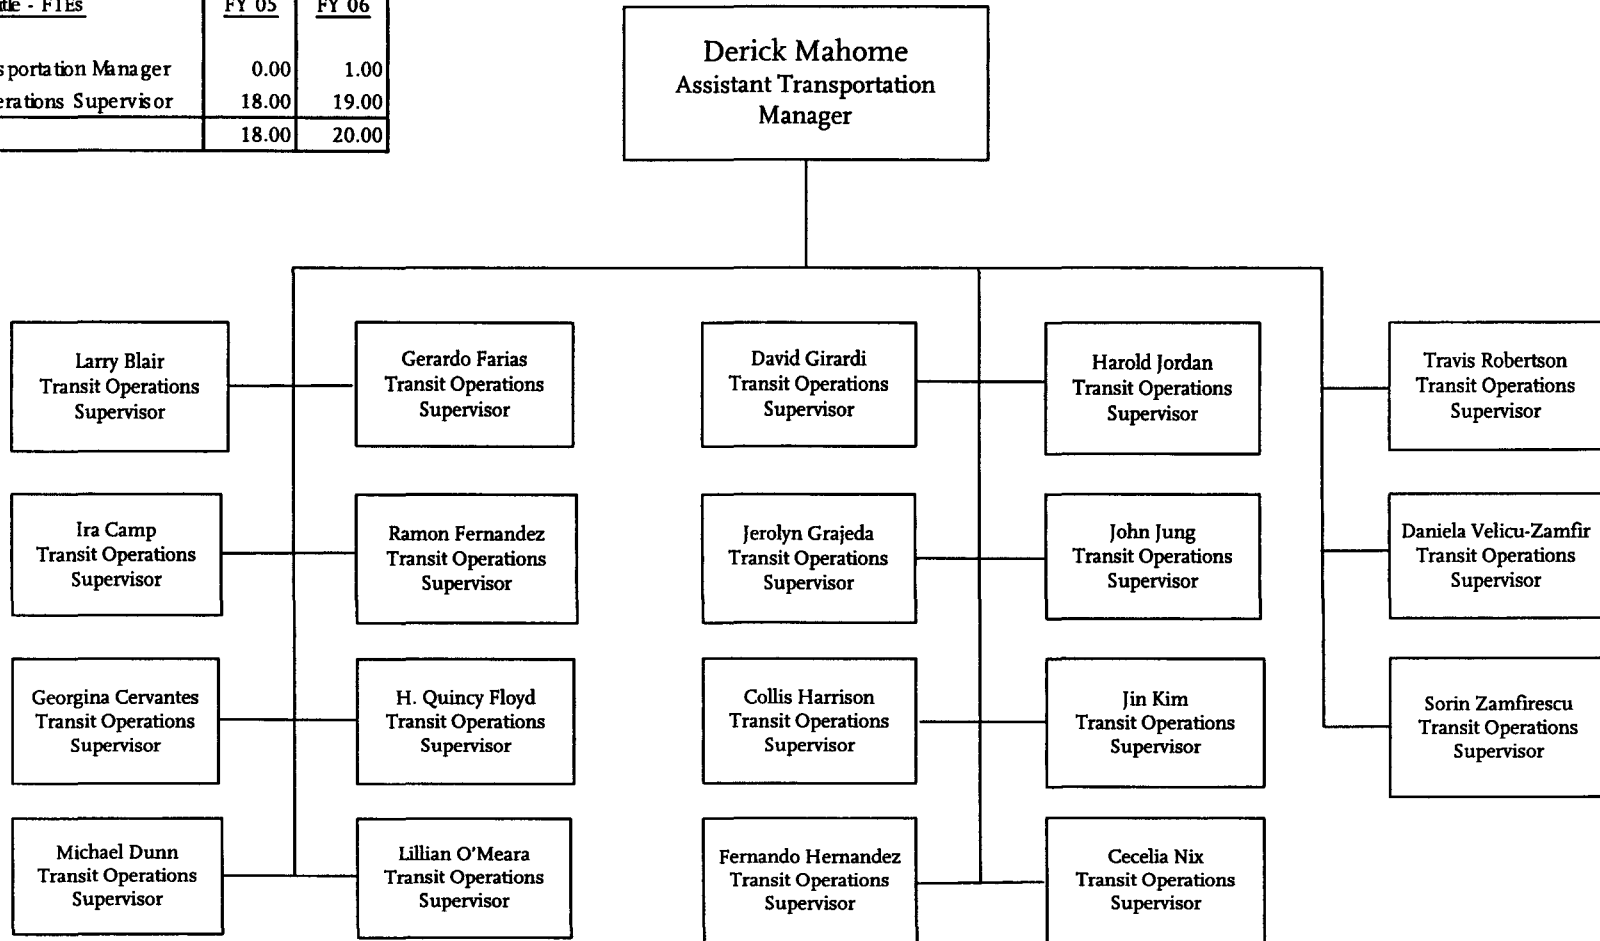 FY 05 FY 06
Manager 0.00 1.00
Supervisor 18.00 19.00
18.00 20.00
Derick Mahome
Assistant Transportation
Manager
Larry Blair
Transit Operations
Supervisor
Gerardo Farias
Transit Operations
Supervisor
David Girardi
Transit Operations
Supervisor
Harold Jordan
Transit Operations
Supervisor
Travis Robertson
Transit Operations
Supervisor
Ira Camp
Transit Operations
Supervisor
Ramon Fernandez
Transit Operations
Supervisor
Jerolyn Grajeda
Transit Operations
Supervisor
John Jung
Transit Operations
Supervisor
Daniela Velicu-Zamfir
Transit Operations
Supervisor
Georgina Cervantes
Transit Operations
Supervisor
H. Quincy Floyd
Transit Operations
Supervisor
Collis Harrison
Transit Operations
Supervisor
Jin Kim
Transit Operations
Supervisor
Sorin Zamfirescu
Transit Operations
Supervisor
Michael Dunn
Transit Operations
Supervisor
Lillian O'Meara
Transit Operations
Supervisor
Fernando Hernandez
Transit Operations
Supervisor
Cecelia Nix
Transit Operations
Supervisor